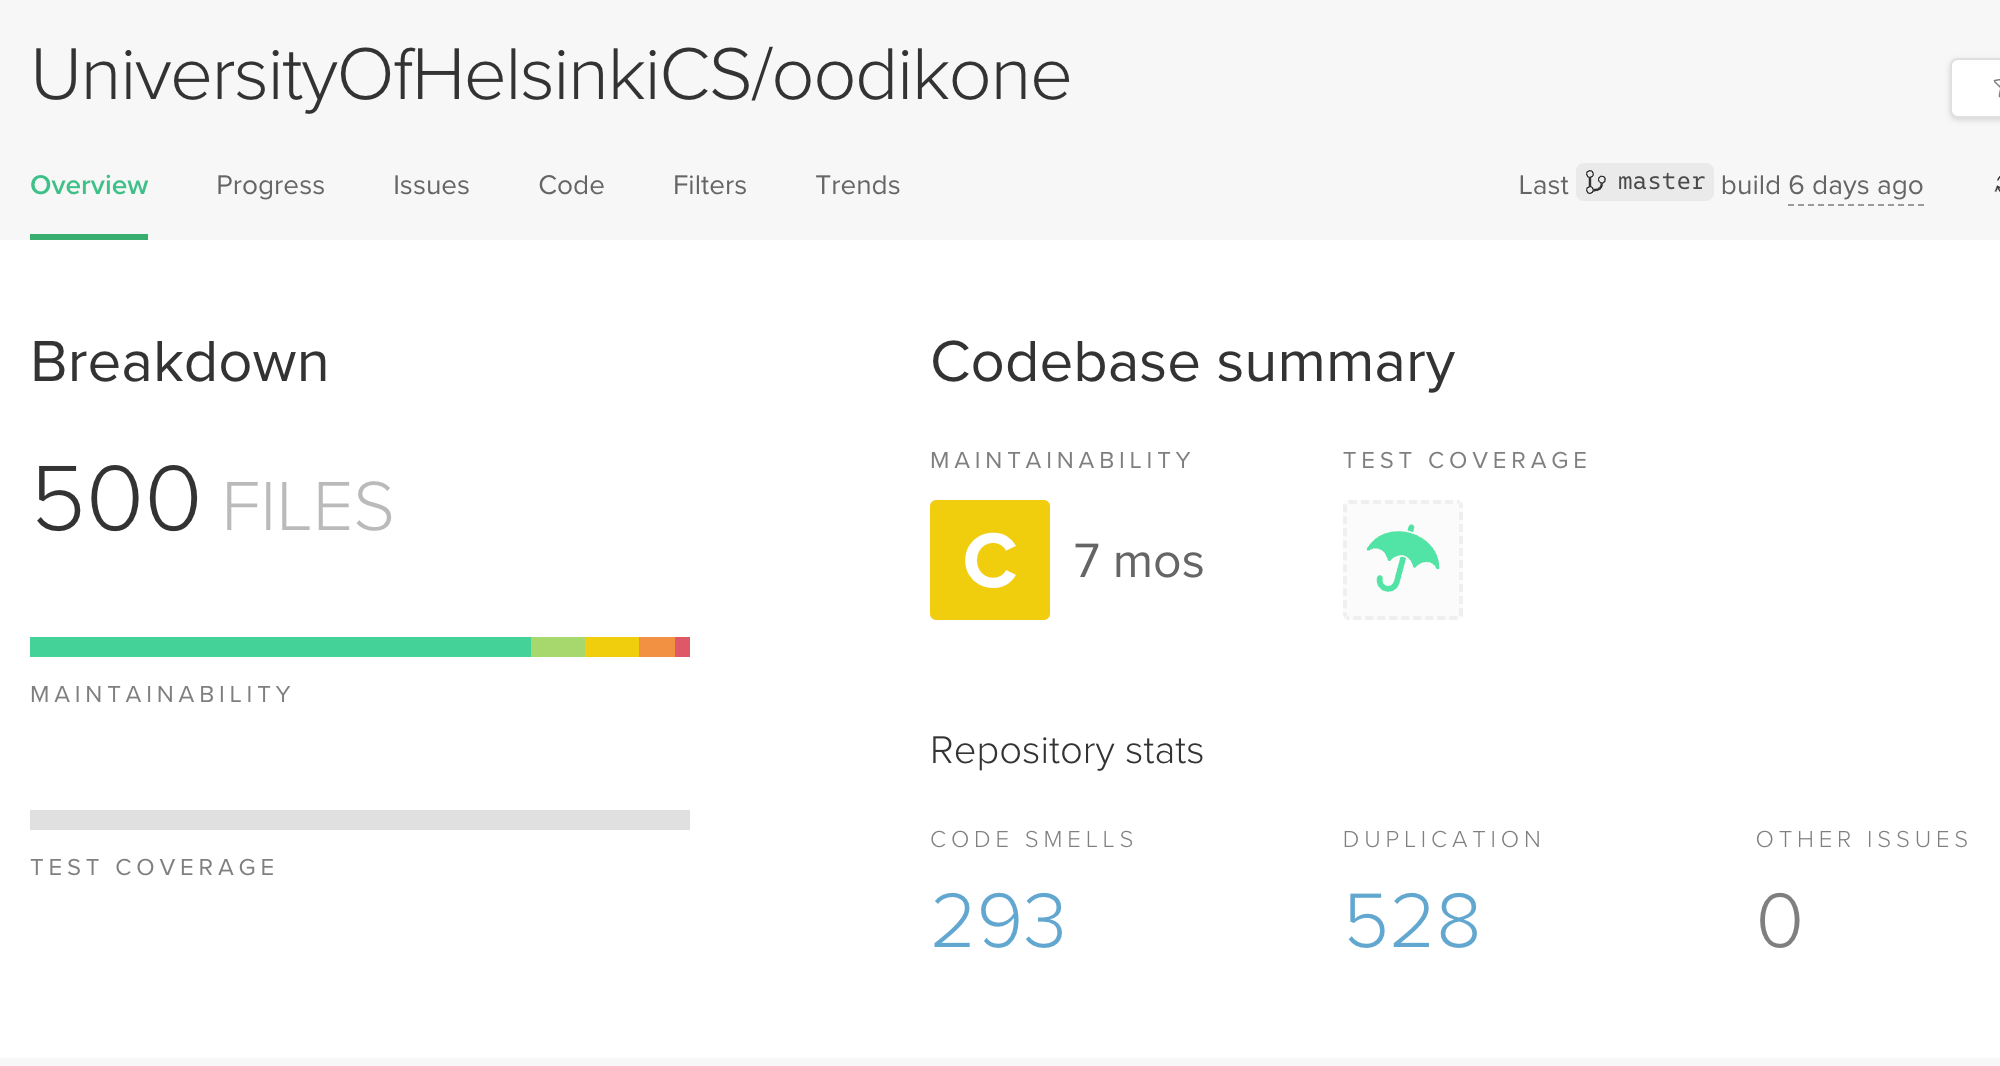 UniversityOfHelsinkiCS/oodikone
Overview Progress Issues Code Filters Trends Last master build 6 days ago
Breakdown
500 FILES
MAINTAINABILITY
TEST COVERAGE
Codebase summary
MAINTAINABILITY TEST COVERAGE
C 7 mos
Repository stats
CODE SMELLS DUPLICATION OTHER ISSUES
293 528 0